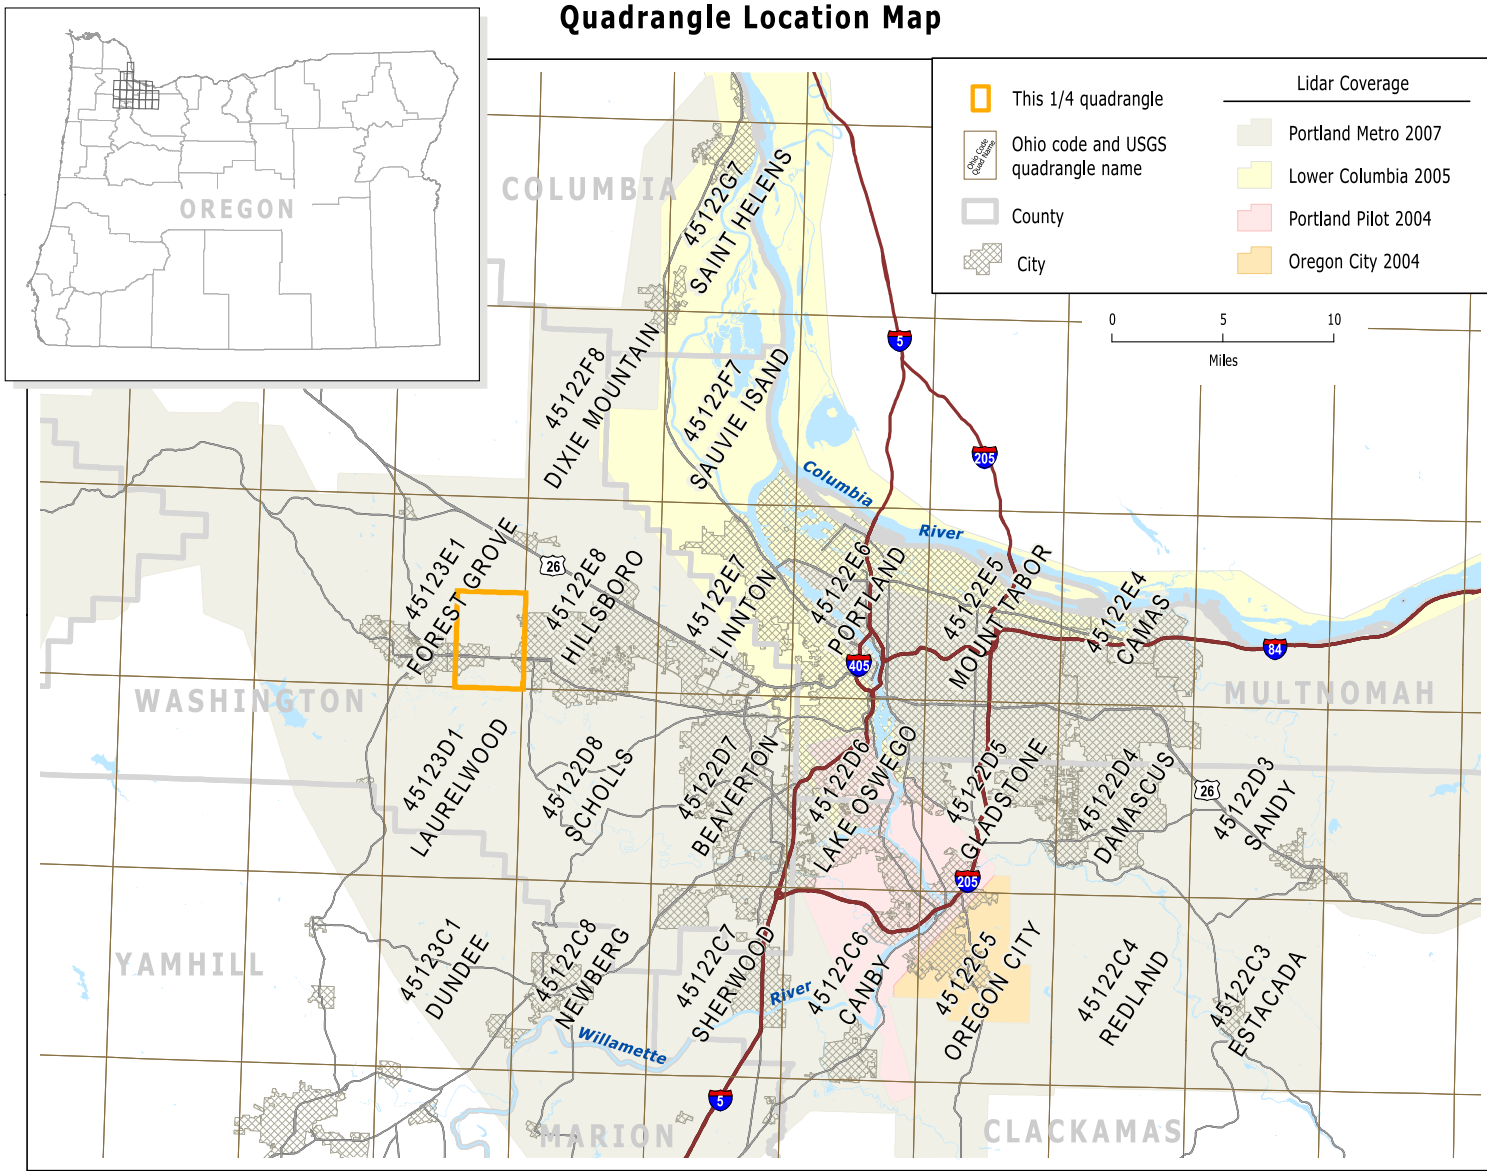 Quadrangle Location Map
OREGON
This 1/4 quadrangle
Ohio Code
Quad Name
Ohio code and USGS
quadrangle name
County
City
Lidar Coverage
Portland Metro 2007
Lower Columbia 2005
Portland Pilot 2004
Oregon City 2004
0 5 10
Miles
COLUMBIA
45122G7
SAINT HELENS
5
45122F8
DIXIE MOUNTAIN
45122F7
SAUVIE ISAND
205
Columbia
River
45123E1
FOREST GROVE
26
45122E8
HILLSBORO
45122E7
LINNTON
45122E6
PORTLAND
45122E5
MOUNT TABOR
45122E4
CAMAS
405
84
WASHINGTON
MULTNOMAH
45123D1
LAURELWOOD
45122D8
SCHOLLS
45122D7
BEAVERTON
45122D6
LAKE OSWEGO
45122D5
GLADSTONE
45122D4
DAMASCUS
26
45122D3
SANDY
205
YAMHILL
45123C1
DUNDEE
45122C8
NEWBERG
45122C7
SHERWOOD
45122C6
CANBY
45122C5
OREGON CITY
45122C4
REDLAND
45122C3
ESTACADA
River
Willamette
5
MARION
CLACKAMAS